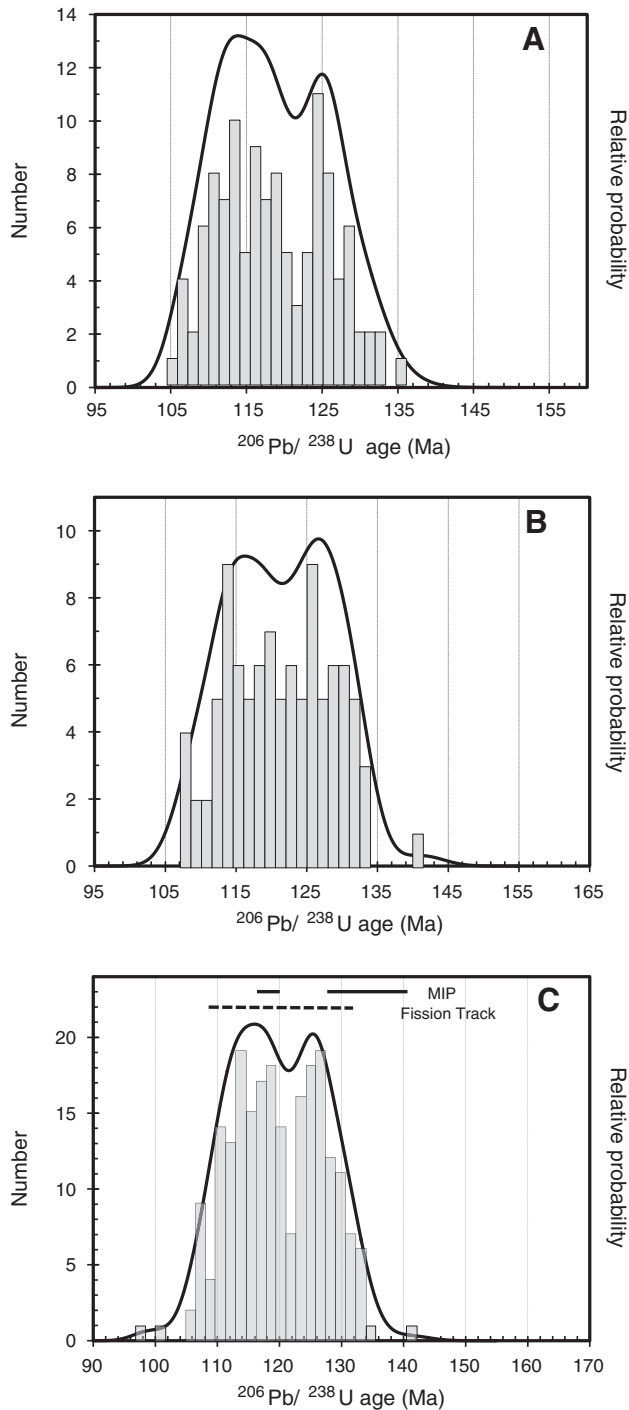 A
14
12
10
8
6
4
2
0
Number
Relative probability
95 105 115 125 135 145 155
206Pb/ 238U age (Ma)
B
10
8
6
4
2
0
Number
Relative probability
95 105 115 125 135 145 155 165
206Pb/ 238U age (Ma)
MIP
Fission Track
C
20
15
10
5
0
Number
Relative probability
90 100 110 120 130 140 150 160 170
206Pb/ 238U age (Ma)